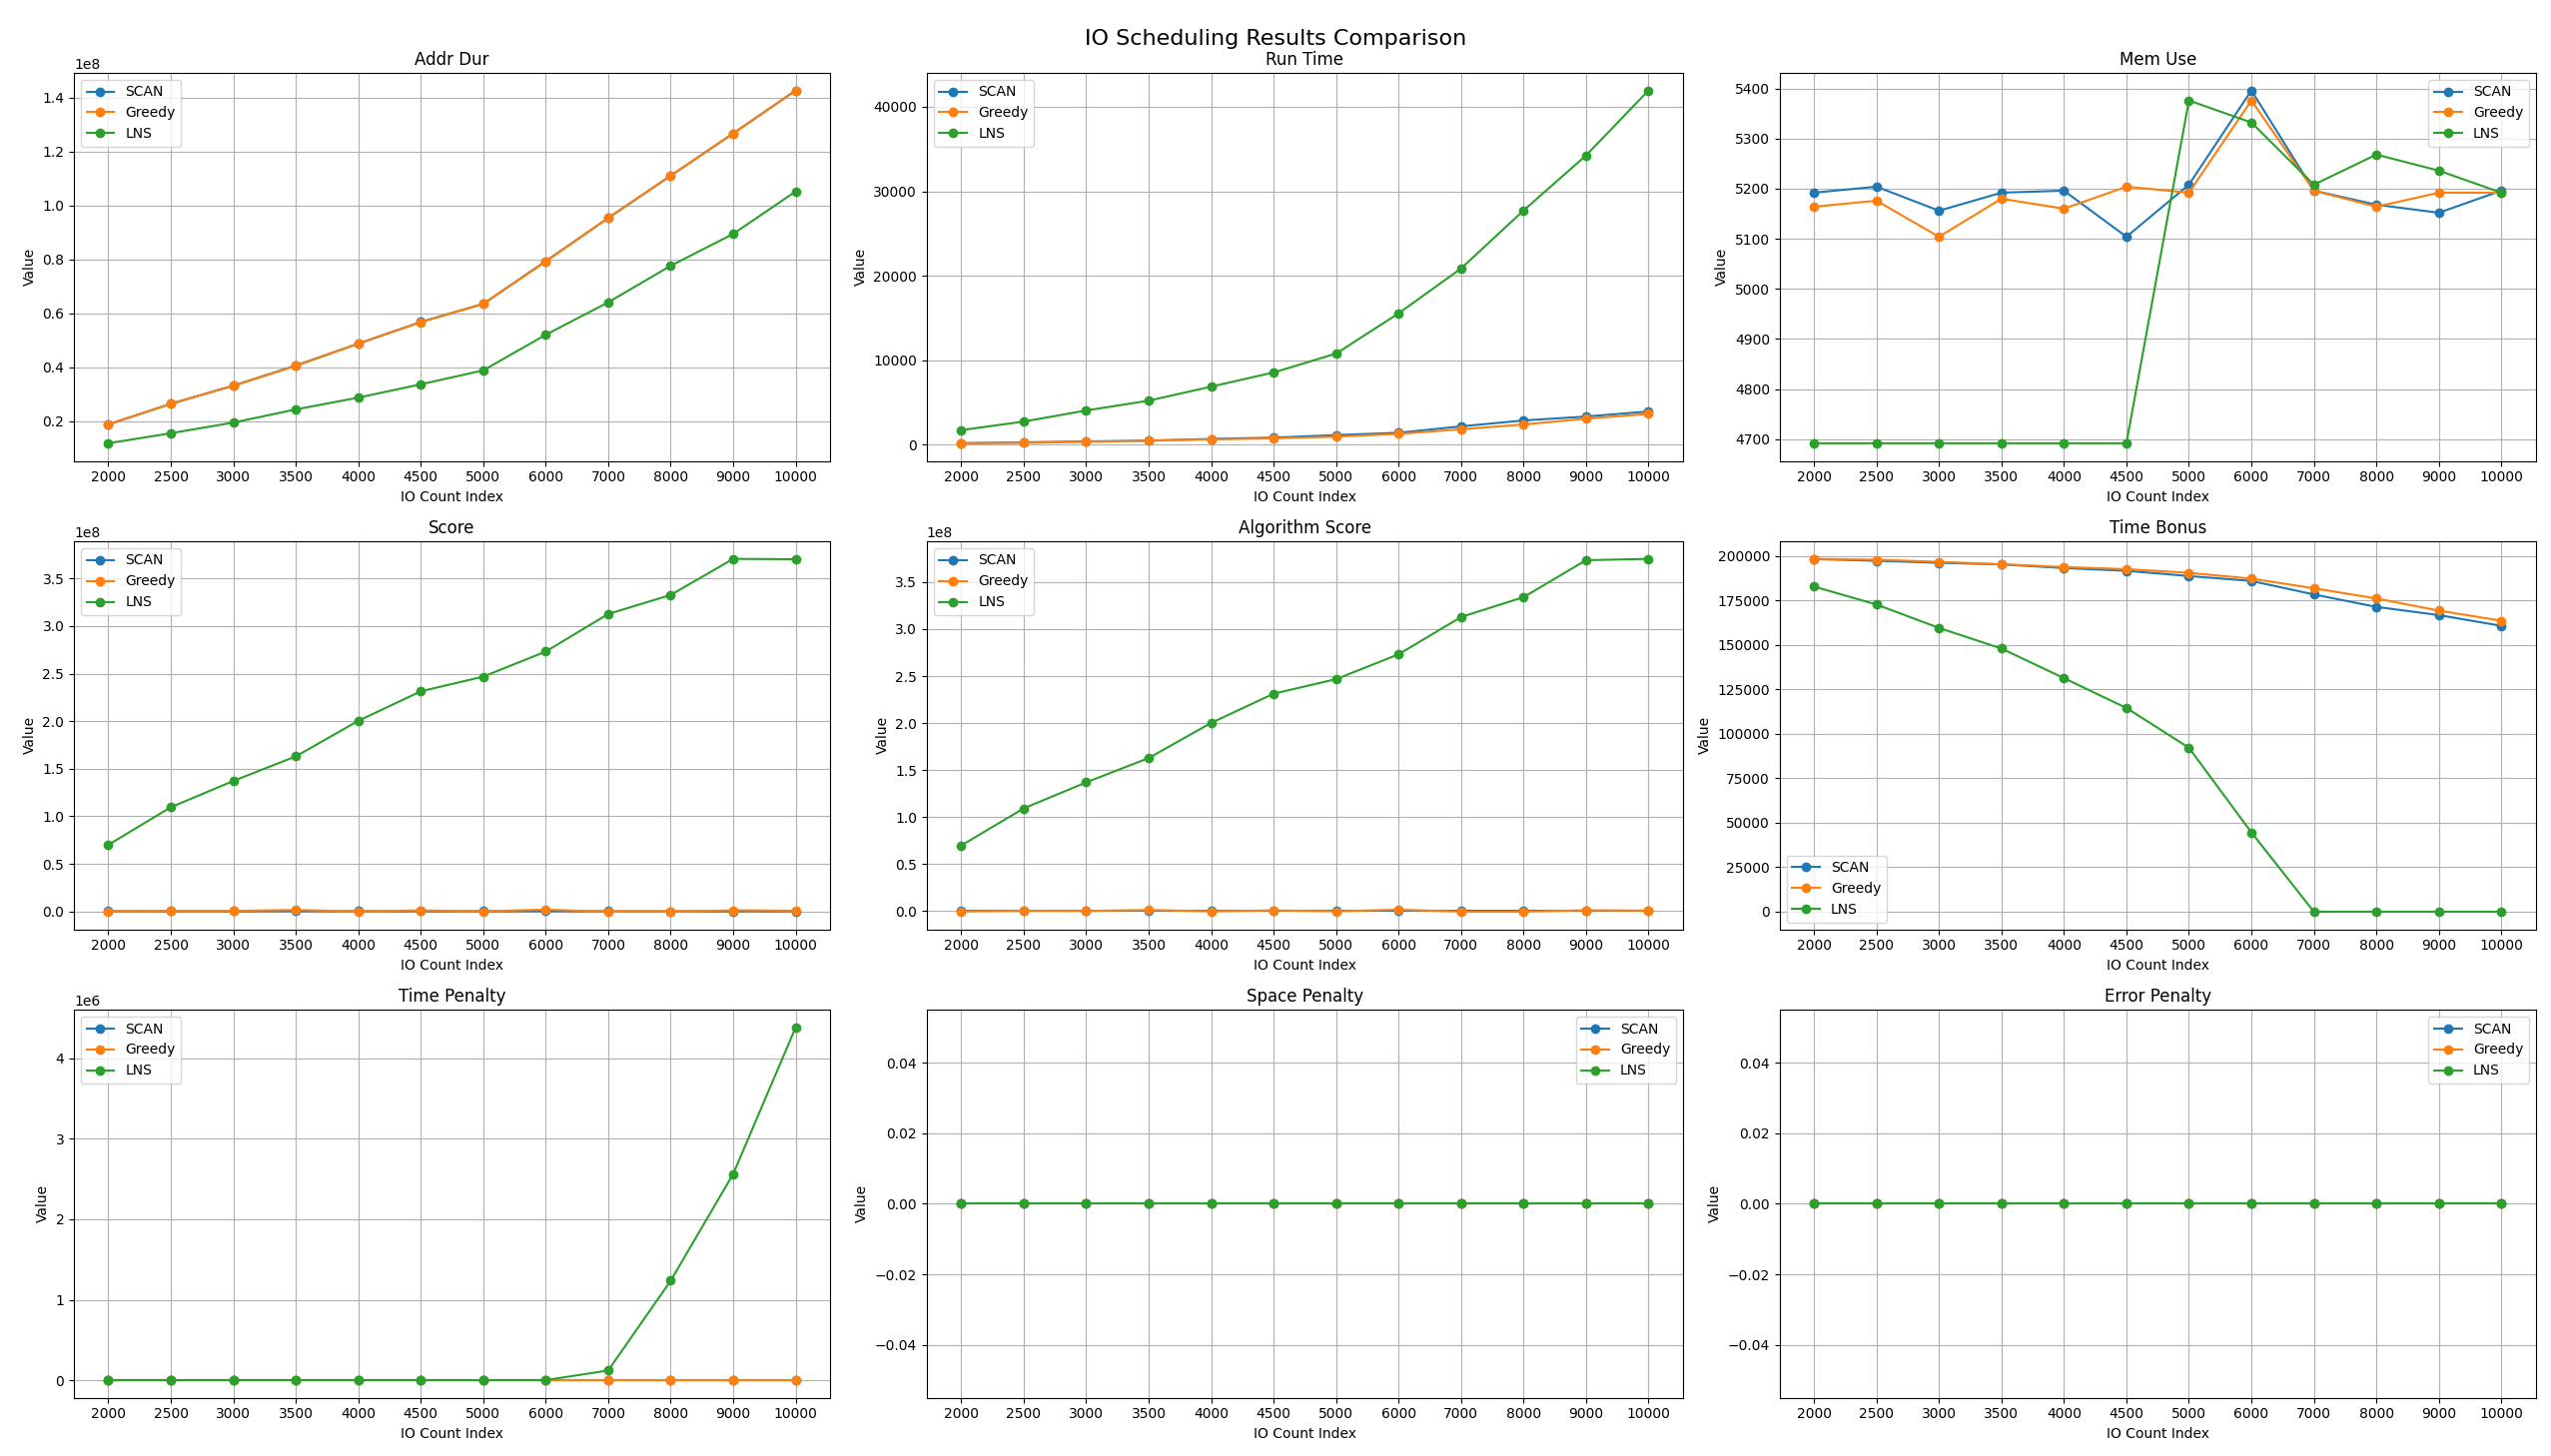 IO Scheduling Results Comparison
Addr Dur
1e8
SCAN
Greedy
LNS
1.4
1.2
1.0
0.8
0.6
0.4
0.2
Value
2000 2500 3000 3500 4000 4500 5000 6000 7000 8000 9000 10000
IO Count Index
Run Time
SCAN
Greedy
LNS
40000
30000
20000
10000
0
Value
2000 2500 3000 3500 4000 4500 5000 6000 7000 8000 9000 10000
IO Count Index
Mem Use
SCAN
Greedy
LNS
5400
5300
5200
5100
5000
4900
4800
4700
Value
2000 2500 3000 3500 4000 4500 5000 6000 7000 8000 9000 10000
IO Count Index
Score
1e8
SCAN
Greedy
LNS
3.5
3.0
2.5
2.0
1.5
1.0
0.5
0.0
Value
2000 2500 3000 3500 4000 4500 5000 6000 7000 8000 9000 10000
IO Count Index
Algorithm Score
1e8
SCAN
Greedy
LNS
3.5
3.0
2.5
2.0
1.5
1.0
0.5
0.0
Value
2000 2500 3000 3500 4000 4500 5000 6000 7000 8000 9000 10000
IO Count Index
Time Bonus
200000
175000
150000
125000
100000
75000
50000
25000
0
Value
SCAN
Greedy
LNS
2000 2500 3000 3500 4000 4500 5000 6000 7000 8000 9000 10000
IO Count Index
Time Penalty
1e6
SCAN
Greedy
LNS
4
3
2
1
0
Value
2000 2500 3000 3500 4000 4500 5000 6000 7000 8000 9000 10000
IO Count Index
Space Penalty
SCAN
Greedy
LNS
0.04
0.02
0.00
−0.02
−0.04
Value
2000 2500 3000 3500 4000 4500 5000 6000 7000 8000 9000 10000
IO Count Index
Error Penalty
SCAN
Greedy
LNS
0.04
0.02
0.00
−0.02
−0.04
Value
2000 2500 3000 3500 4000 4500 5000 6000 7000 8000 9000 10000
IO Count Index